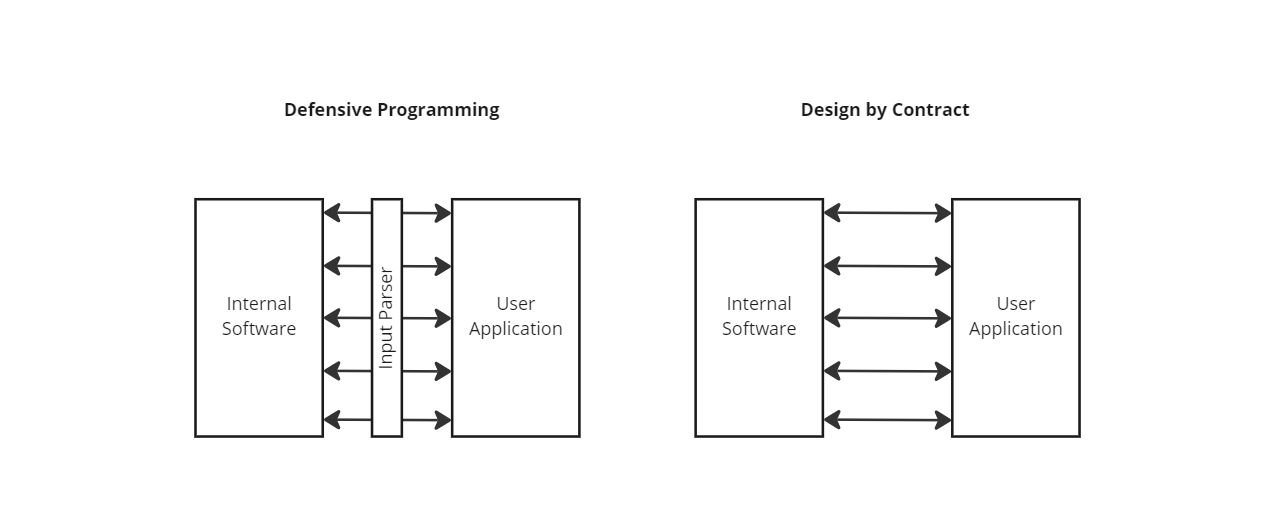 Defensive Programming
Design by Contract
Internal
Software
Input Parser
User
Application
Internal
Software
User
Application